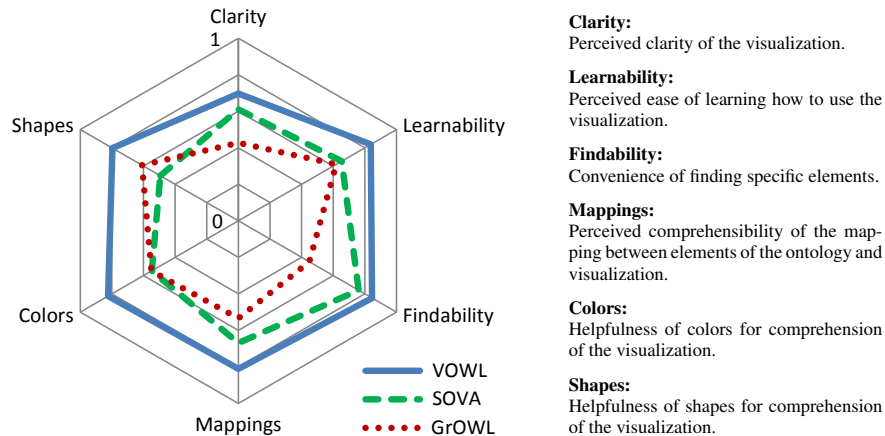 Clarity
1
Shapes
Learnability
0
Colors
Findability
Mappings
VOWL
SOVA
GrOWL
Clarity:
Perceived clarity of the visualization.
Learnability:
Perceived ease of learning how to use the
visualization.
Findability:
Convenience of finding specific elements.
Mappings:
Perceived comprehensibility of the map-
ping between elements of the ontology and
visualization.
Colors:
Helpfulness of colors for comprehension
of the visualization.
Shapes:
Helpfulness of shapes for comprehension
of the visualization.